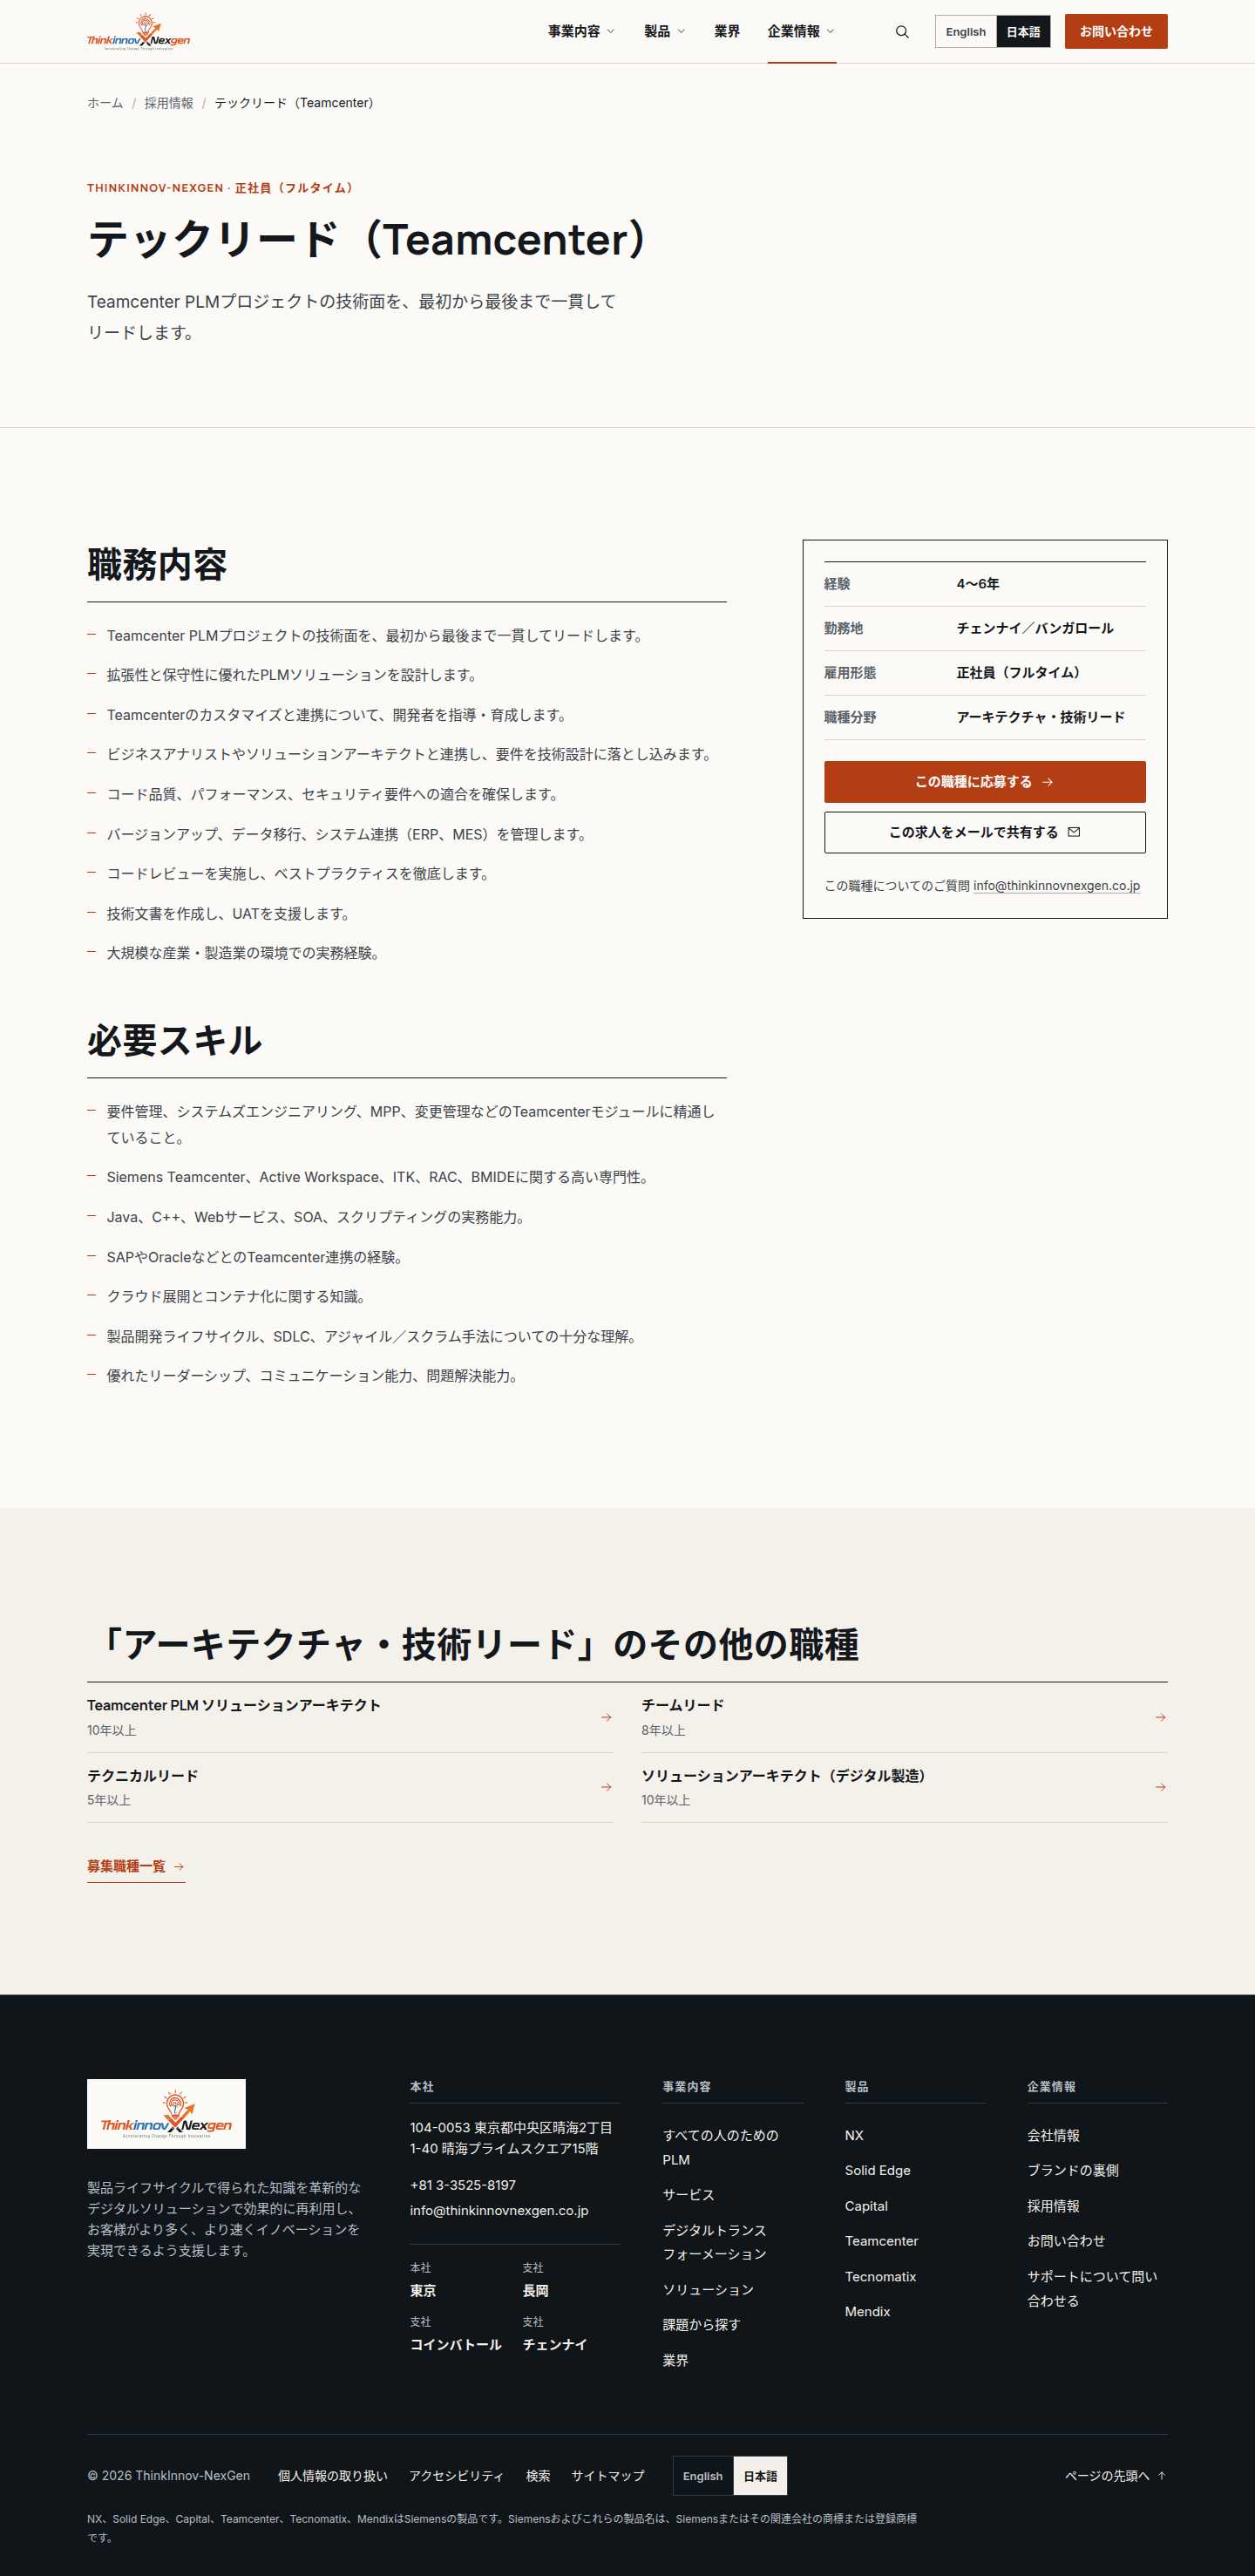 Thinkinnov Nexgen
Accelerating Change Through Innovation
事業内容
製品
業界
企業情報
English
日本語
お問い合わせ
ホーム / 採用情報 / テックリード（Teamcenter）
THINKINNOV-NEXGEN · 正社員（フルタイム）
テックリード（Teamcenter）
Teamcenter PLMプロジェクトの技術面を、最初から最後まで一貫して
リードします。
職務内容
Teamcenter PLMプロジェクトの技術面を、最初から最後まで一貫してリードします。
拡張性と保守性に優れたPLMソリューションを設計します。
Teamcenterのカスタマイズと連携について、開発者を指導・育成します。
ビジネスアナリストやソリューションアーキテクトと連携し、要件を技術設計に落とし込みます。
コード品質、パフォーマンス、セキュリティ要件への適合を確保します。
バージョンアップ、データ移行、システム連携（ERP、MES）を管理します。
コードレビューを実施し、ベストプラクティスを徹底します。
技術文書を作成し、UATを支援します。
大規模な産業・製造業の環境での実務経験。
経験 4〜6年
勤務地 チェンナイ／バンガロール
雇用形態 正社員（フルタイム）
職種分野 アーキテクチャ・技術リード
この職種に応募する →
この求人をメールで共有する
この職種についてのご質問 info@thinkinnovnexgen.co.jp
必要スキル
要件管理、システムズエンジニアリング、MPP、変更管理などのTeamcenterモジュールに精通し
ていること。
Siemens Teamcenter、Active Workspace、ITK、RAC、BMIDEに関する高い専門性。
Java、C++、Webサービス、SOA、スクリプティングの実務能力。
SAPやOracleなどとのTeamcenter連携の経験。
クラウド展開とコンテナ化に関する知識。
製品開発ライフサイクル、SDLC、アジャイル／スクラム手法についての十分な理解。
優れたリーダーシップ、コミュニケーション能力、問題解決能力。
「アーキテクチャ・技術リード」のその他の職種
Teamcenter PLM ソリューションアーキテクト
10年以上
→
チームリード
8年以上
→
テクニカルリード
5年以上
→
ソリューションアーキテクト（デジタル製造）
10年以上
→
募集職種一覧 →
Thinkinnov Nexgen
Accelerating Change Through Innovation
製品ライフサイクルで得られた知識を革新的な
デジタルソリューションで効果的に再利用し、
お客様がより多く、より速くイノベーションを
実現できるよう支援します。
本社
104-0053 東京都中央区晴海2丁目
1-40 晴海プライムスクエア15階
+81 3-3525-8197
info@thinkinnovnexgen.co.jp
本社
東京
支社
長岡
支社
コインバトール
支社
チェンナイ
事業内容
すべての人のための
PLM
サービス
デジタルトランス
フォーメーション
ソリューション
課題から探す
業界
製品
NX
Solid Edge
Capital
Teamcenter
Tecnomatix
Mendix
企業情報
会社情報
ブランドの裏側
採用情報
お問い合わせ
サポートについて問い
合わせる
© 2026 ThinkInnov-NexGen
個人情報の取り扱い
アクセシビリティ
検索
サイトマップ
English
日本語
ページの先頭へ ↑
NX、Solid Edge、Capital、Teamcenter、Tecnomatix、MendixはSiemensの製品です。Siemensおよびこれらの製品名は、Siemensまたはその関連会社の商標または登録商標
です。